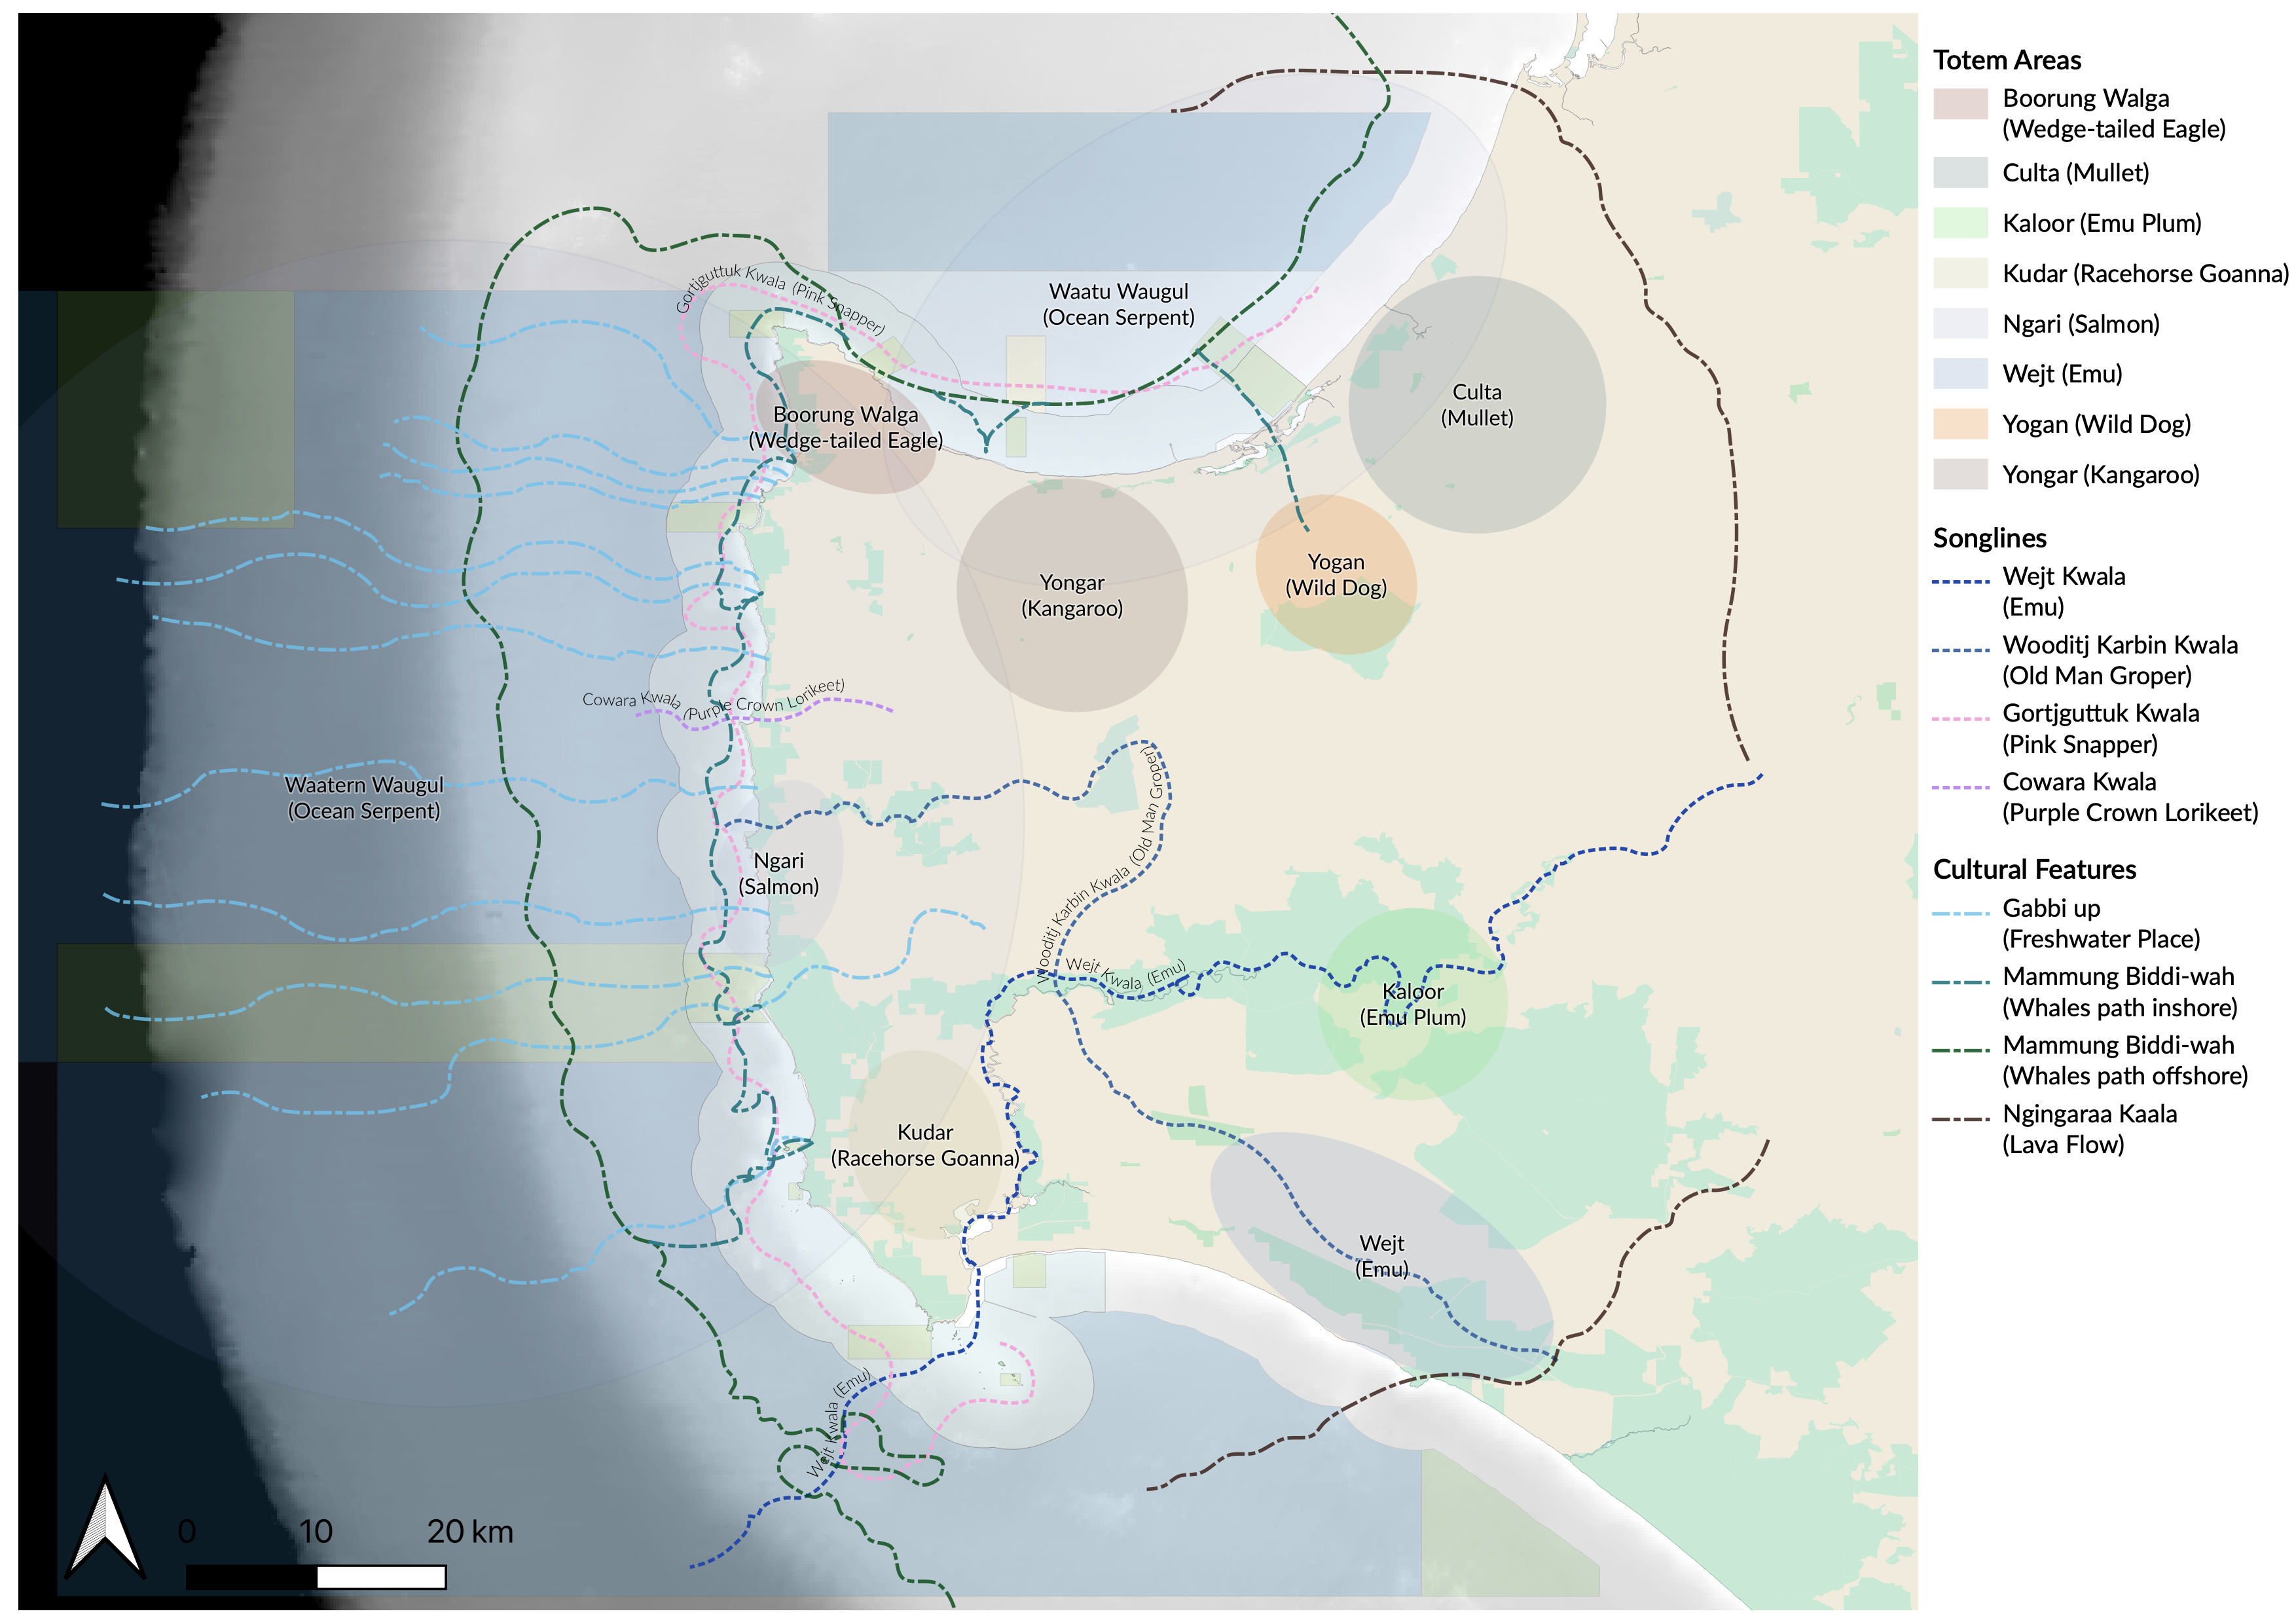 Gortjguttuk Kwala (Pink Snapper)
Waatu Waugul
(Ocean Serpent)
Boorung Walga
(Wedge-tailed Eagle)
Culta
(Mullet)
Yongar
(Kangaroo)
Yogan
(Wild Dog)
Cowara Kwala (Purple Crown Lorikeet)
Waatern Waugul
(Ocean Serpent)
Ngari
(Salmon)
Wooditj Karbin Kwala (Old Man Groper)
Wejt Kwala (Emu)
Kaloor
(Emu Plum)
Kudar
(Racehorse Goanna)
Wejt
(Emu)
Wejt Kwala (Emu)
0 10 20 km
Totem Areas
Boorung Walga
(Wedge-tailed Eagle)
Culta (Mullet)
Kaloor (Emu Plum)
Kudar (Racehorse Goanna)
Ngari (Salmon)
Wejt (Emu)
Yogan (Wild Dog)
Yongar (Kangaroo)
Songlines
Wejt Kwala
(Emu)
Wooditj Karbin Kwala
(Old Man Groper)
Gortjguttuk Kwala
(Pink Snapper)
Cowara Kwala
(Purple Crown Lorikeet)
Cultural Features
Gabbi up
(Freshwater Place)
Mammung Biddi-wah
(Whales path inshore)
Mammung Biddi-wah
(Whales path offshore)
Ngingaraa Kaala
(Lava Flow)